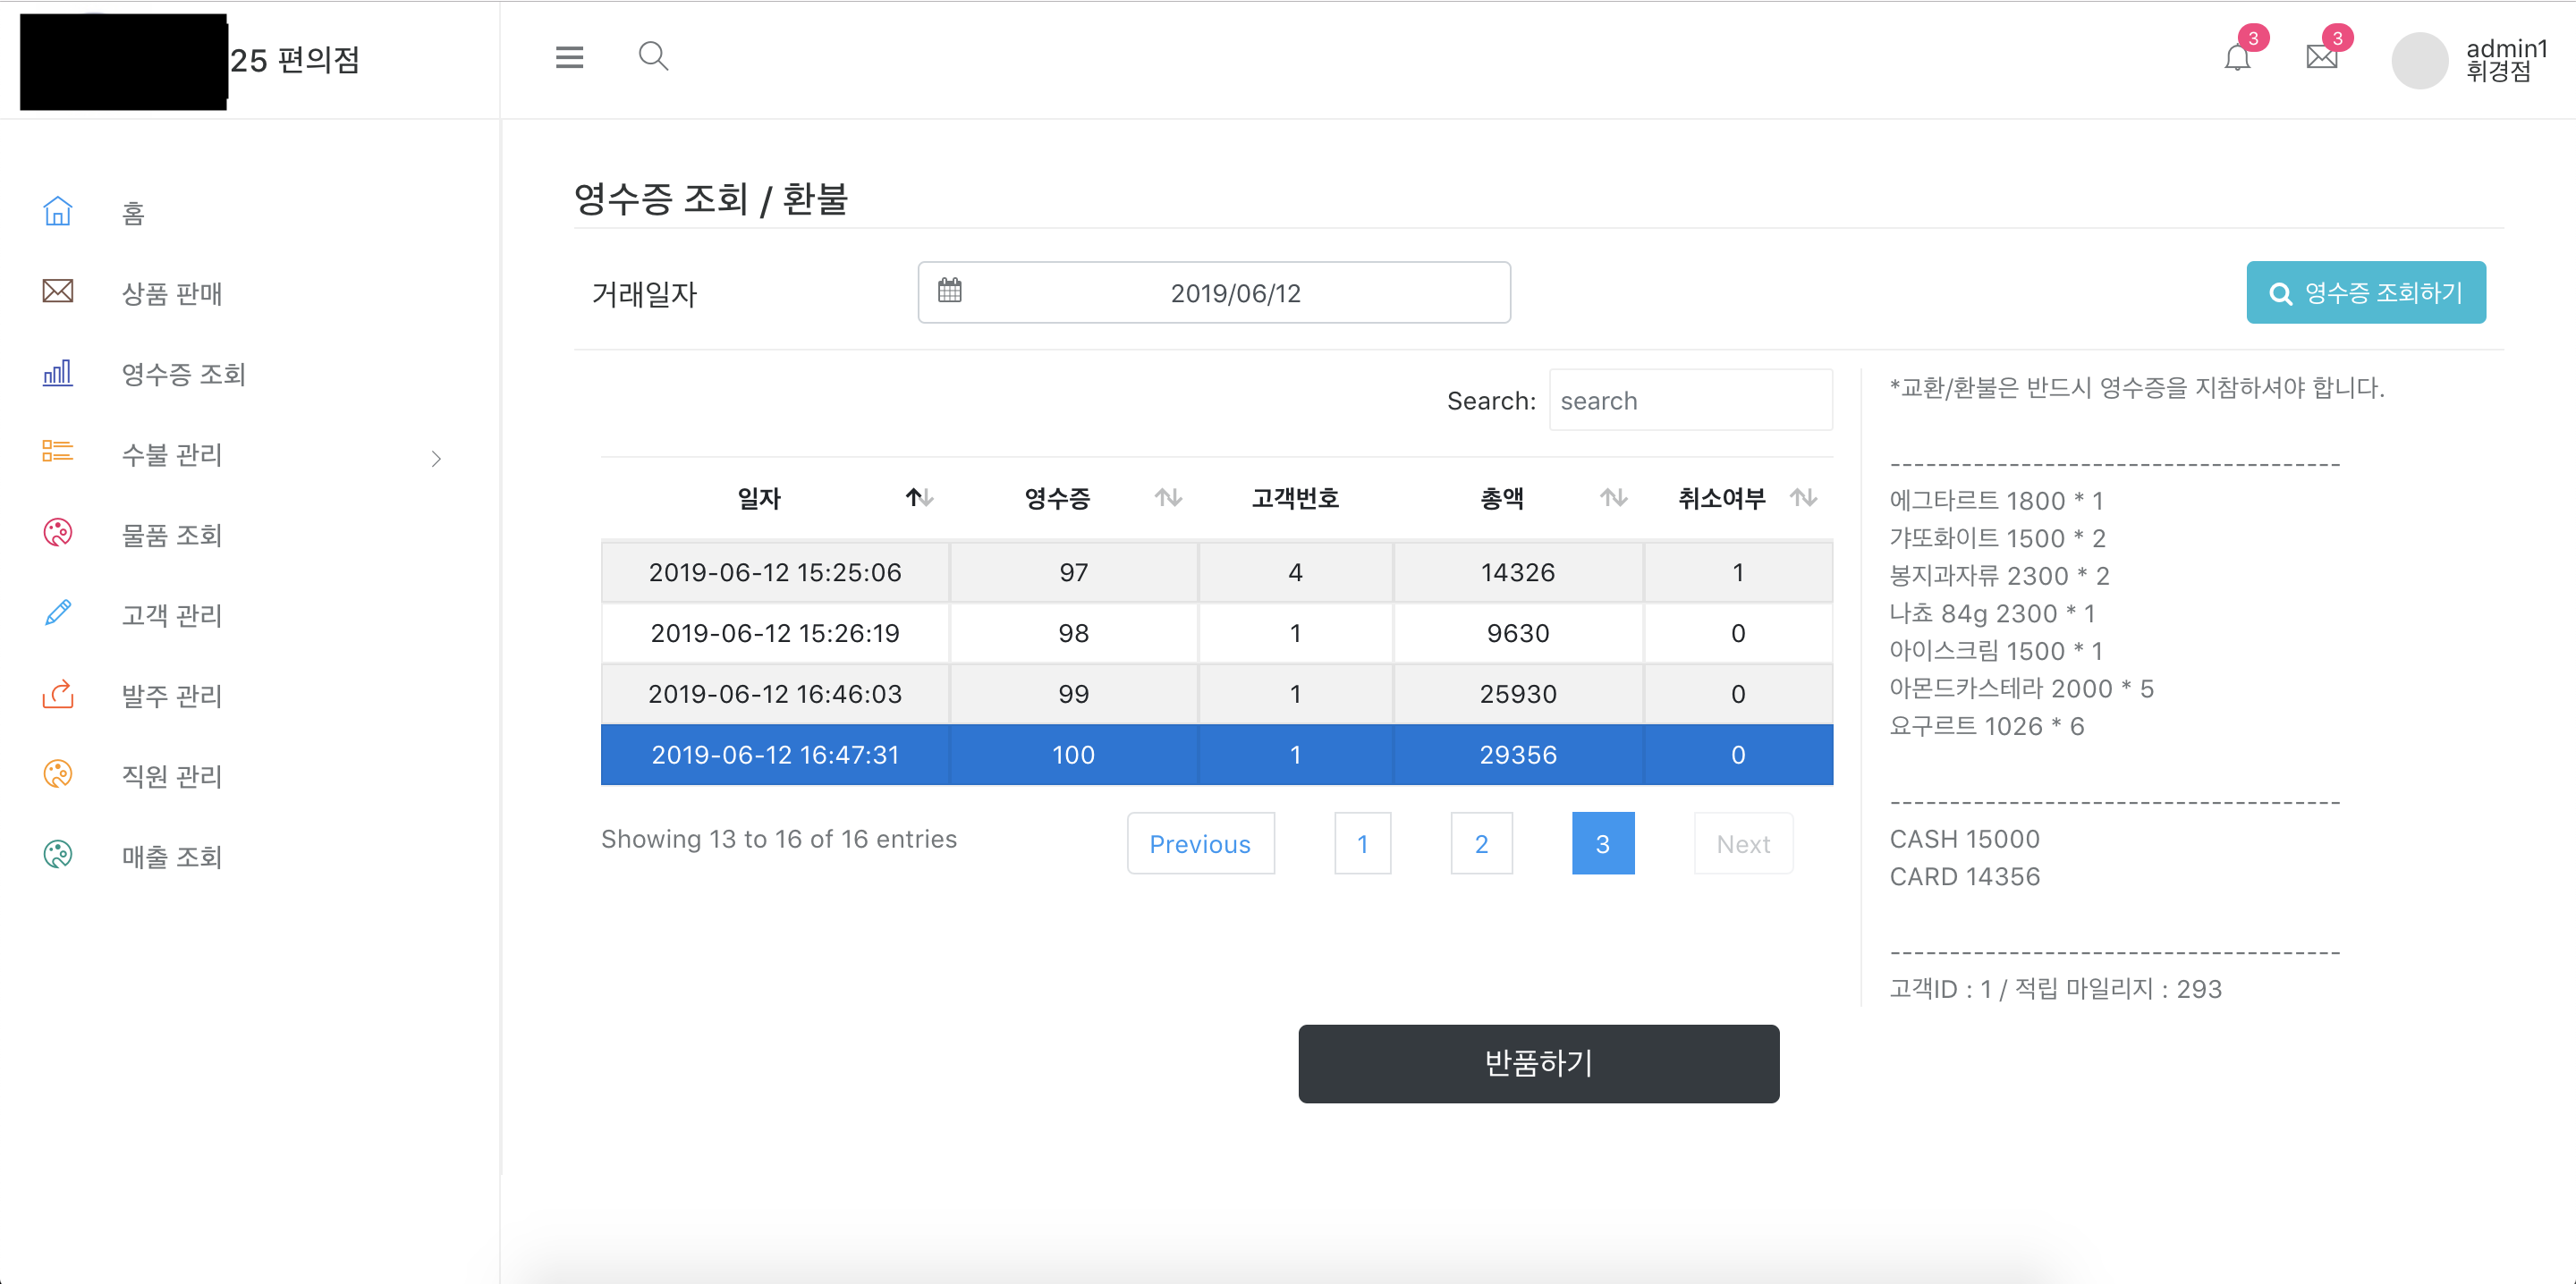 25 편의점
3
3
admin1
휘경점
홈
상품 판매
영수증 조회
수불 관리
물품 조회
고객 관리
발주 관리
직원 관리
매출 조회
영수증 조회 / 환불
거래일자
2019/06/12
영수증 조회하기
Search: search
일자 영수증 고객번호 총액 취소여부
2019-06-12 15:25:06 97 4 14326 1
2019-06-12 15:26:19 98 1 9630 0
2019-06-12 16:46:03 99 1 25930 0
2019-06-12 16:47:31 100 1 29356 0
Showing 13 to 16 of 16 entries
Previous 1 2 3 Next
*교환/환불은 반드시 영수증을 지참하셔야 합니다.
------------------------------------
에그타르트 1800 * 1
갸또화이트 1500 * 2
봉지과자류 2300 * 2
나쵸 84g 2300 * 1
아이스크림 1500 * 1
아몬드카스테라 2000 * 5
요구르트 1026 * 6
------------------------------------
CASH 15000
CARD 14356
------------------------------------
고객ID : 1 / 적립 마일리지 : 293
반품하기